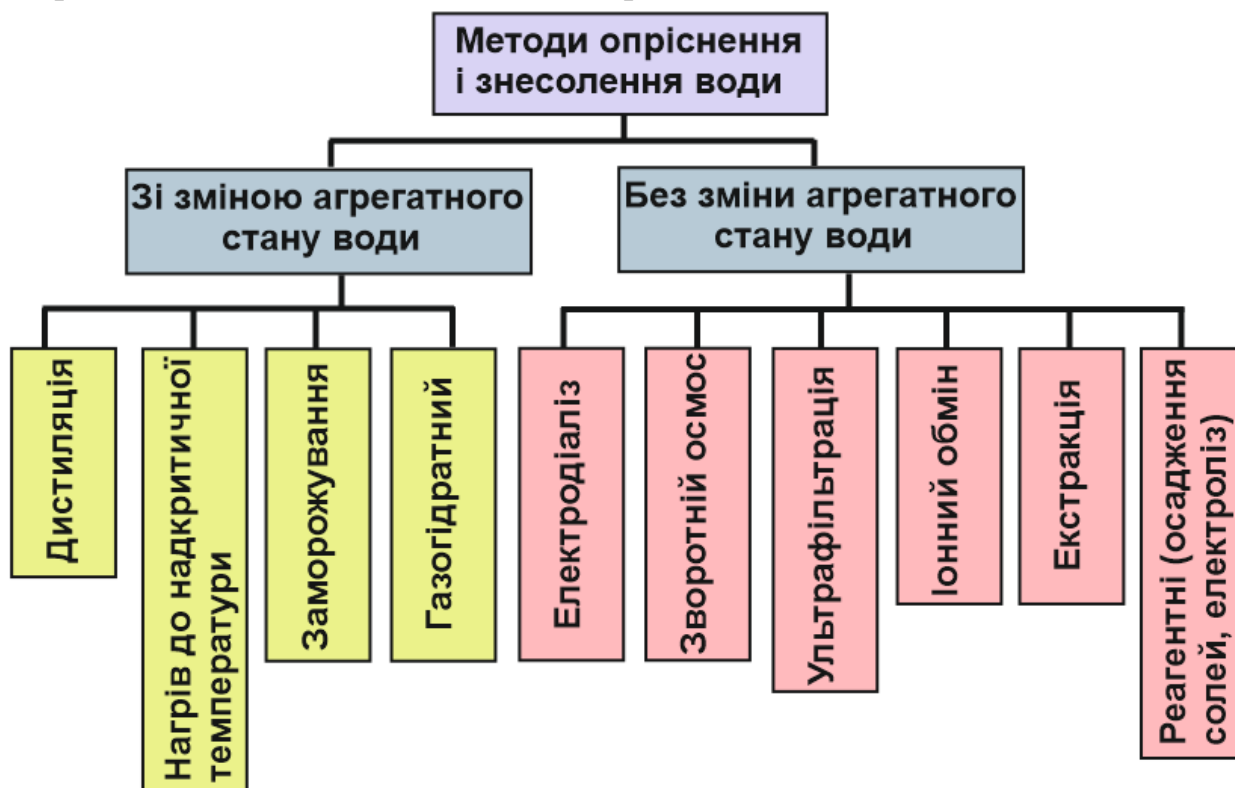 Методи опріснення
і знесолення води
Зі зміною агрегатного
стану води
Без зміни агрегатного
стану води
Дистиляція
Нагрів до надкритичної
температури
Заморожування
Газогідратний
Електродіаліз
Зворотній осмос
Ультрафільтрація
Іонний обмін
Екстракція
Реагентні (осадження
солей, електроліз)